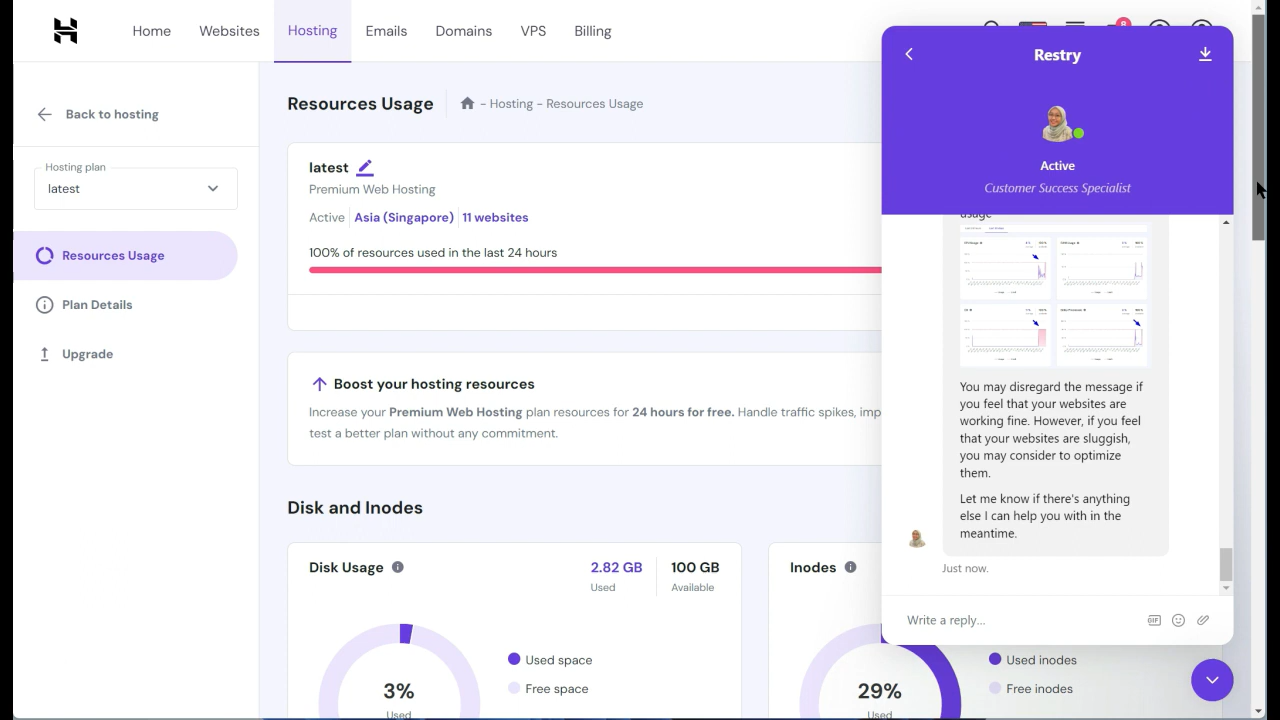 Home
Websites
Hosting
Emails
Domains
VPS
Billing
8
Back to hosting
Hosting plan
latest
Resources Usage
Plan Details
Upgrade
Resources Usage
- Hosting - Resources Usage
latest
Premium Web Hosting
Active
Asia (Singapore)
11 websites
100% of resources used in the last 24 hours
Boost your hosting resources
Increase your Premium Web Hosting plan resources for 24 hours for free. Handle traffic spikes, imp
test a better plan without any commitment.
Disk and Inodes
Disk Usage
2.82 GB
Used
100 GB
Available
3%
Used
Used space
Free space
Inodes
29%
Used
Used inodes
Free inodes
Restry
Active
Customer Success Specialist
usage
You may disregard the message if
you feel that your websites are
working fine. However, if you feel
that your websites are sluggish,
you may consider to optimize
them.
Let me know if there's anything
else I can help you with in the
meantime.
Just now.
Write a reply...
GIF